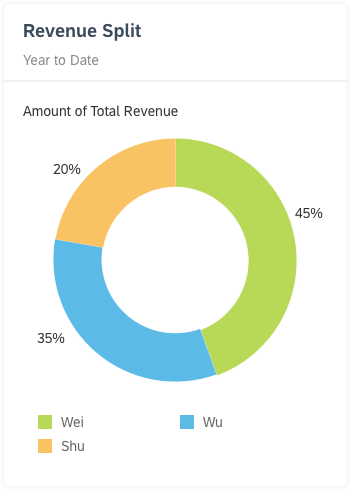 Revenue Split
Year to Date
Amount of Total Revenue
20%
45%
35%
Wei
Wu
Shu